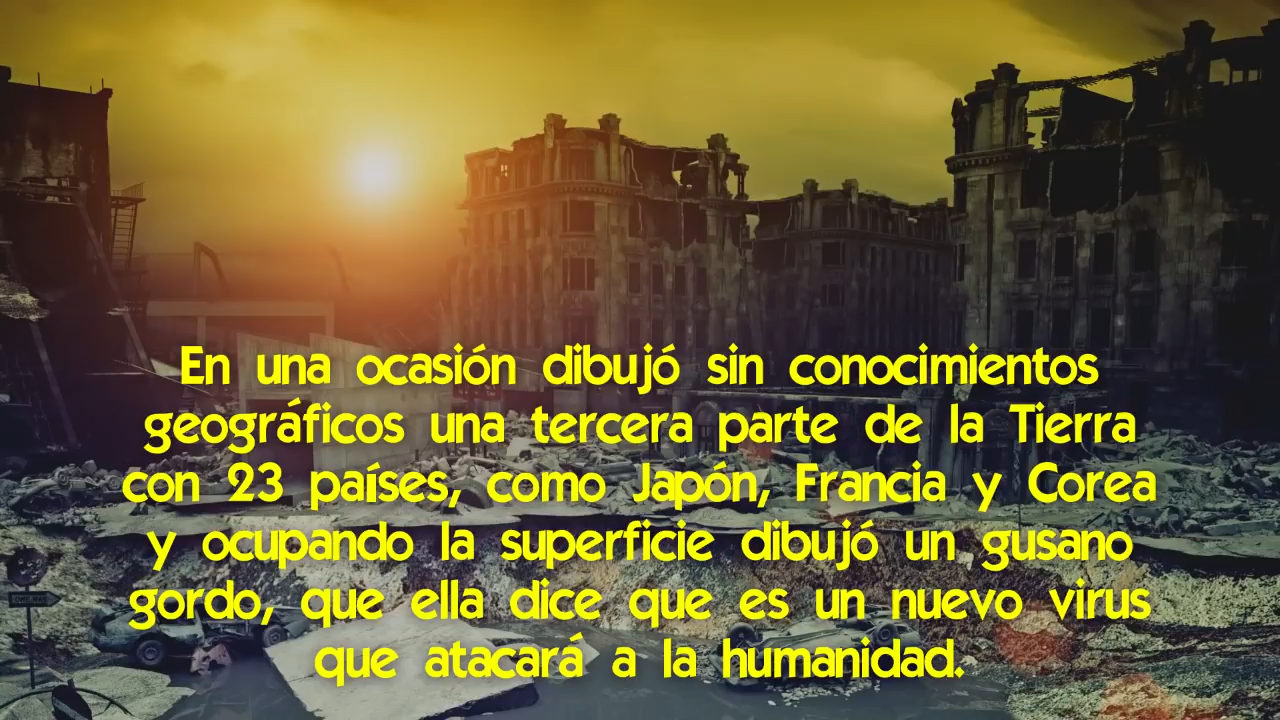 En una ocasión dibujó sin conocimientos
geográficos una tercera parte de la Tierra
con 23 países, como Japón, Francia y Corea
y ocupando la superficie dibujó un gusano
gordo, que ella dice que es un nuevo virus
que atacará a la humanidad.